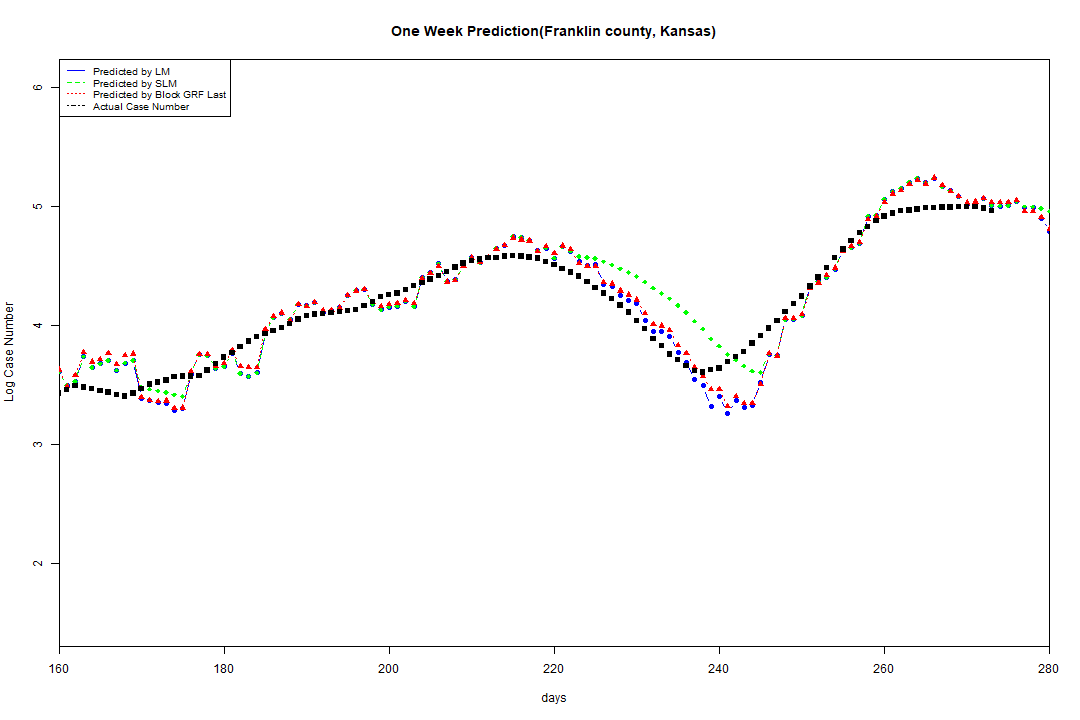 One Week Prediction(Franklin county, Kansas)
Predicted by LM
Predicted by SLM
Predicted by Block GRF Last
Actual Case Number
Log Case Number
6
5
4
3
2
160 180 200 220 240 260 280
days